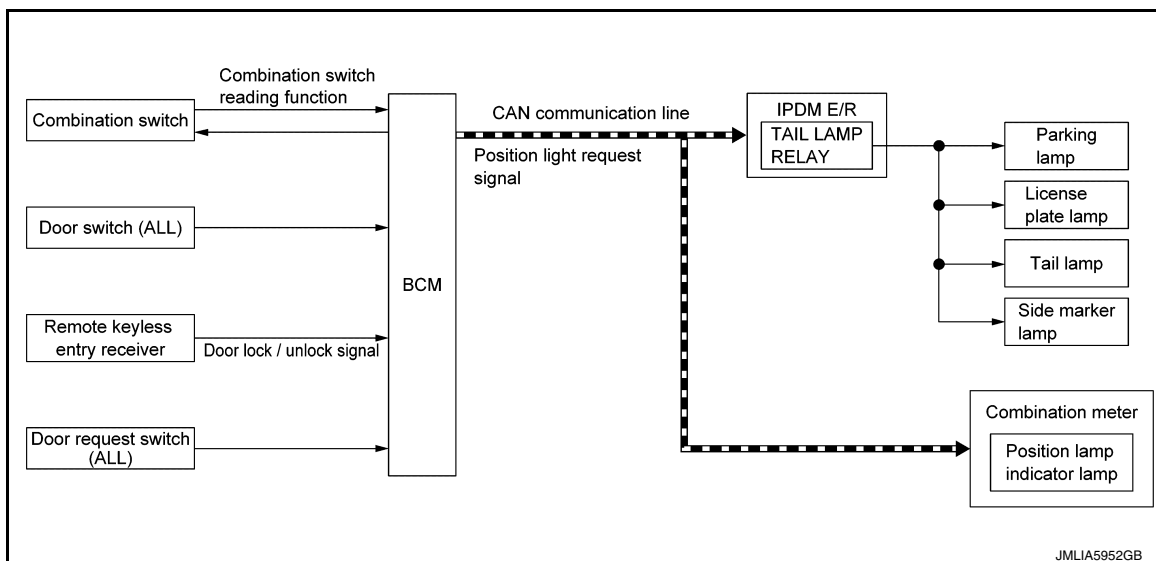 Combination switch
reading function
Combination switch
Door switch (ALL)
Remote keyless
entry receiver
Door lock / unlock signal
Door request switch
(ALL)
BCM
CAN communication line
Position light request
signal
IPDM E/R
TAIL LAMP
RELAY
Parking
lamp
License
plate lamp
Tail lamp
Side marker
lamp
Combination meter
Position lamp
indicator lamp
JMLIA5952GB